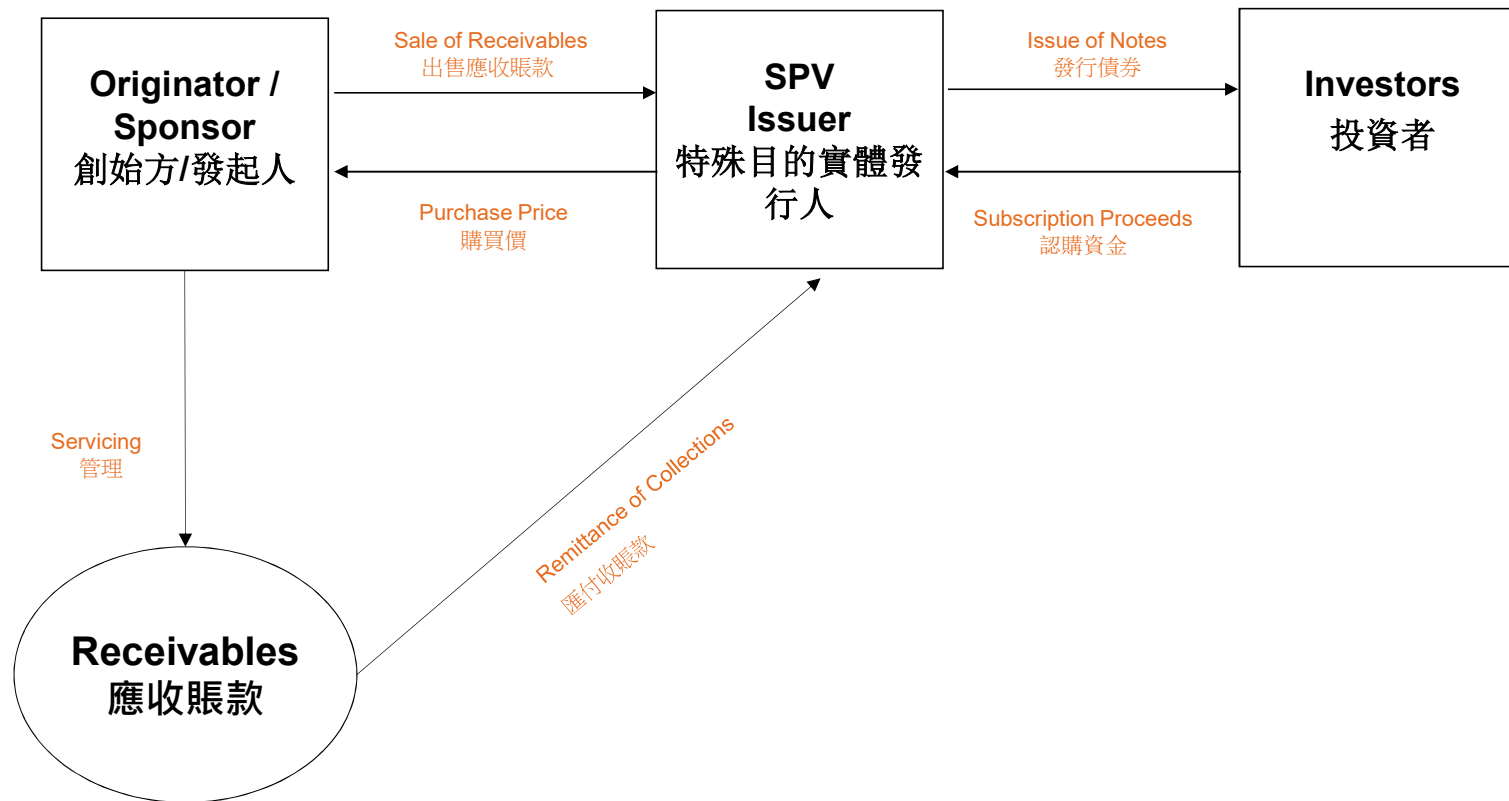 Originator /
Sponsor
創始方/發起人
Sale of Receivables
出售應收賬款
Purchase Price
購買價
SPV
Issuer
特殊目的實體發
行人
Issue of Notes
發行債券
Subscription Proceeds
認購資金
Investors
投資者
Servicing
管理
Remittance of Collections
匯付收賬款
Receivables
應收賬款